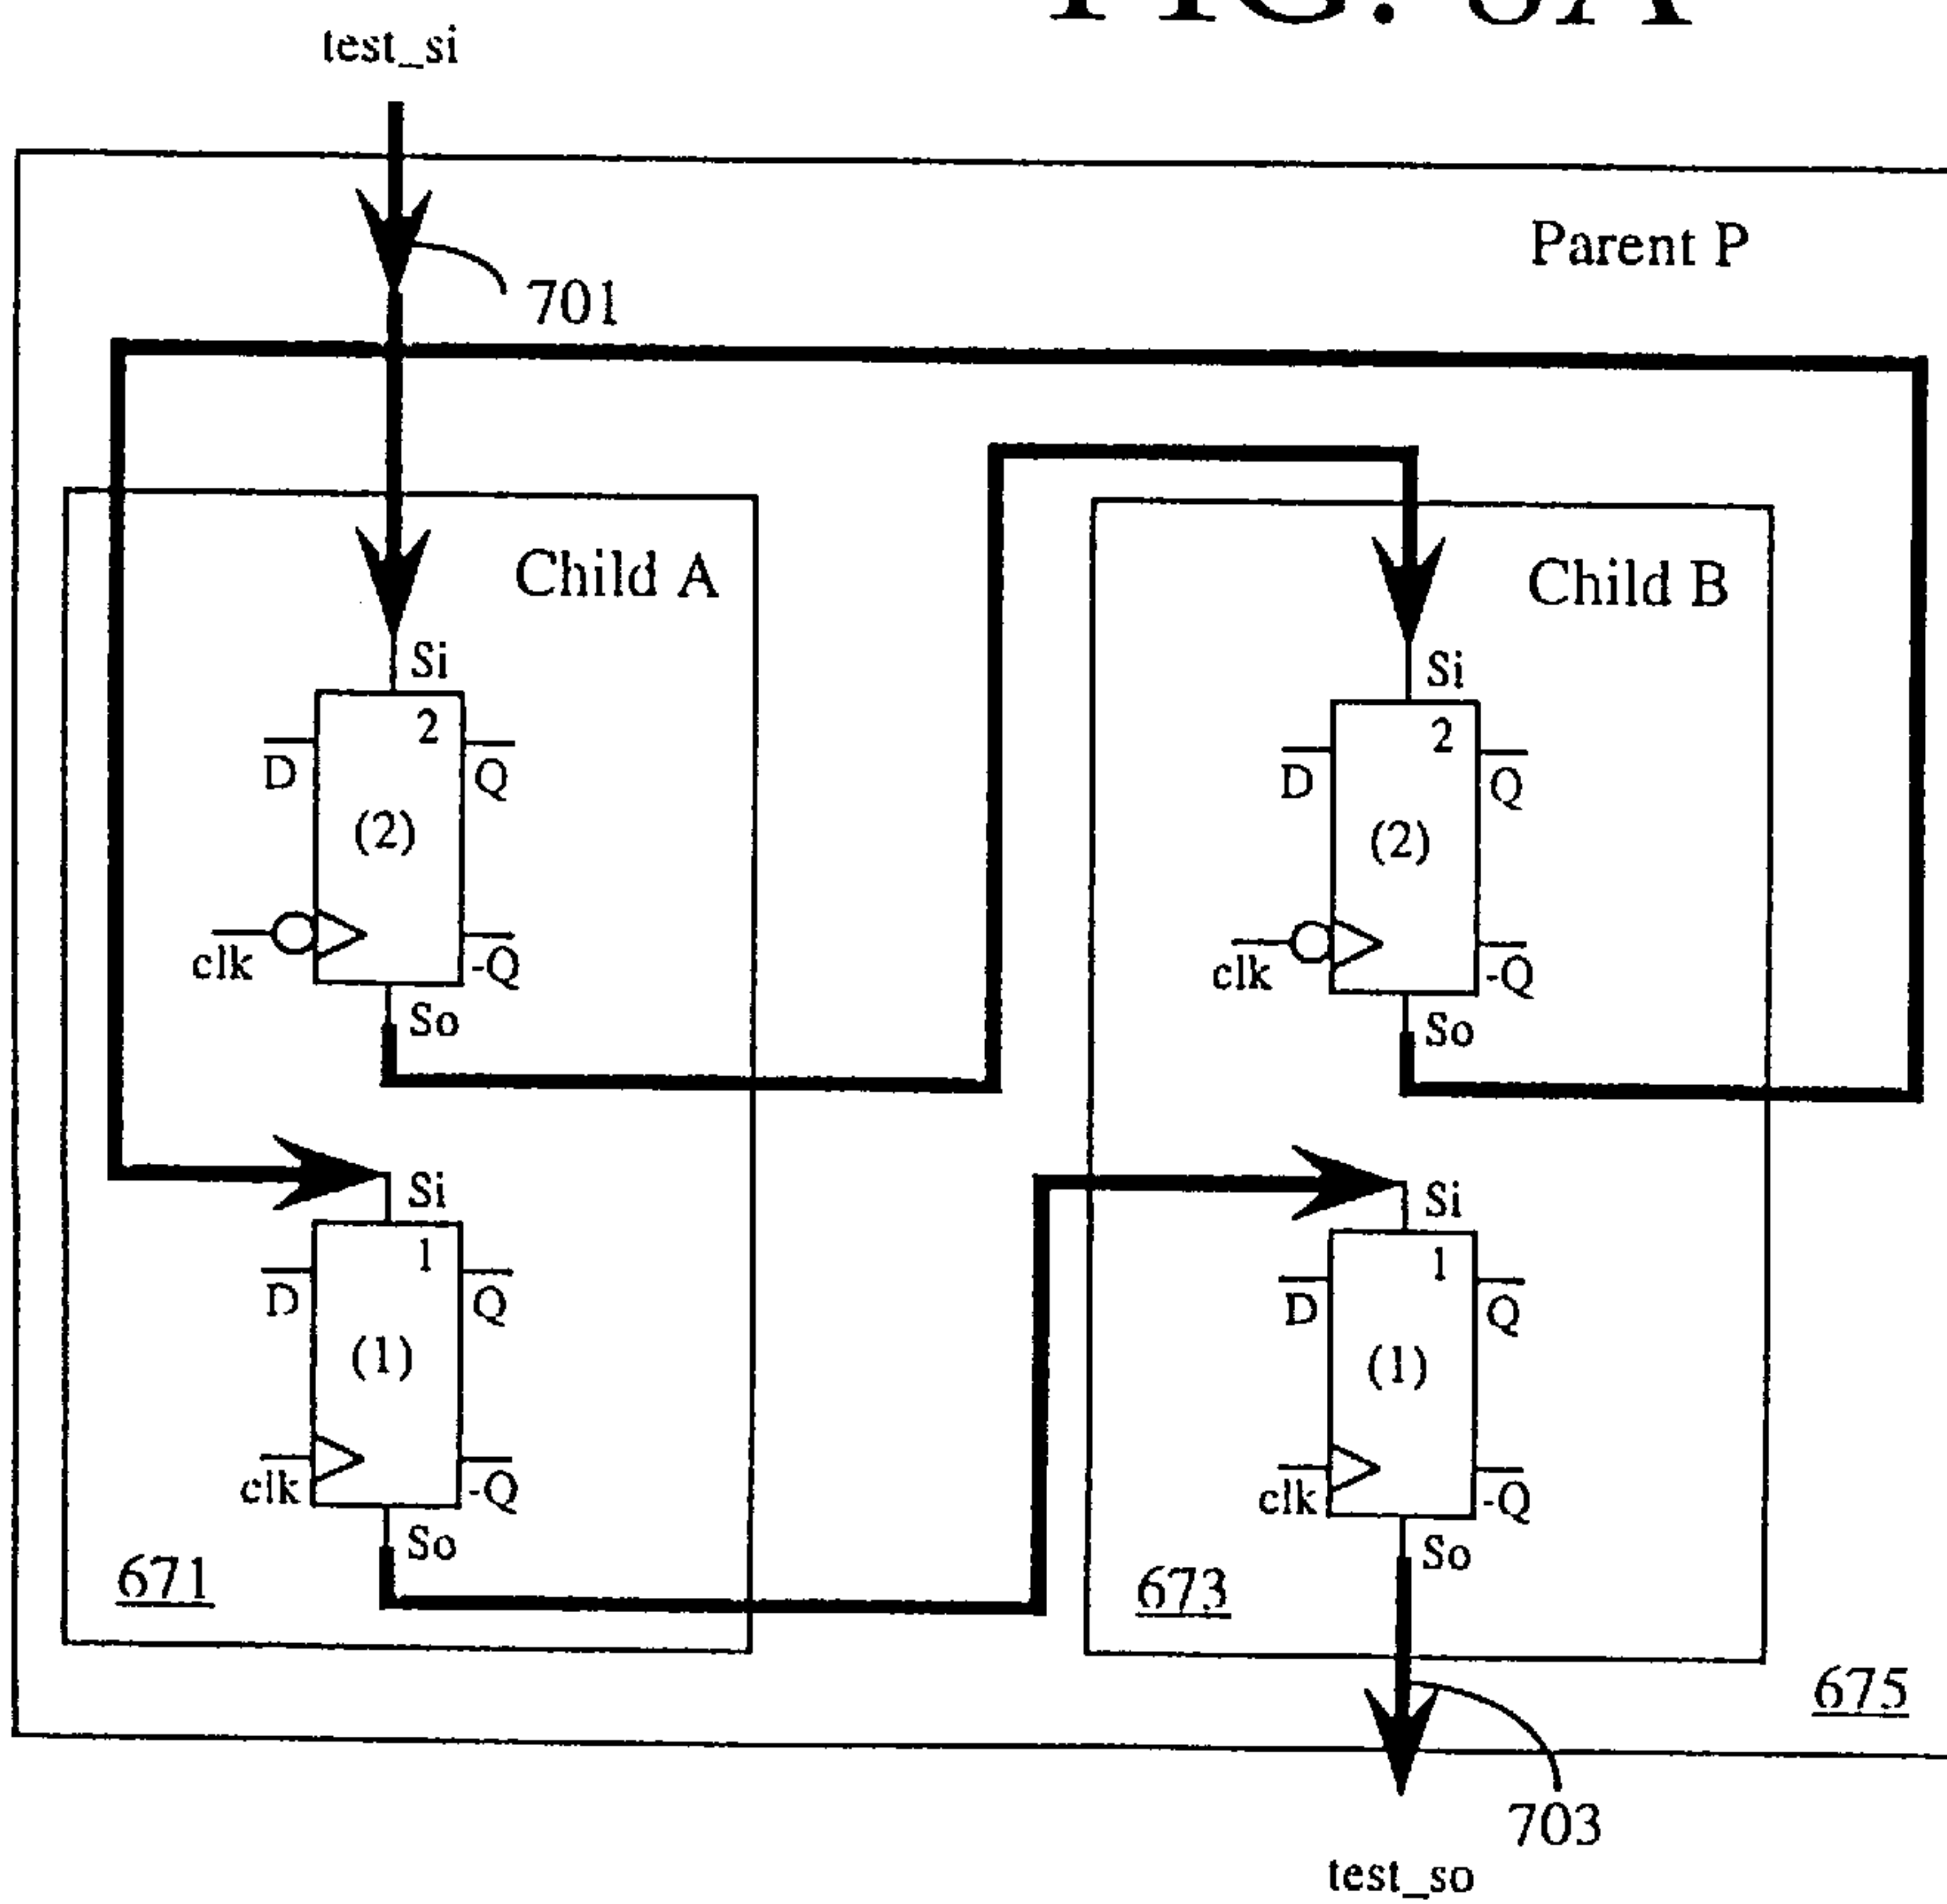 test_si
Parent P
701
Child A
Child B
Si
Si
2
2
D
Q
D
Q
(2)
(2)
clk
-Q
clk
-Q
So
So
Si
Si
1
1
D
Q
D
Q
(1)
(1)
clk
-Q
clk
-Q
So
So
671
673
675
703
test_so